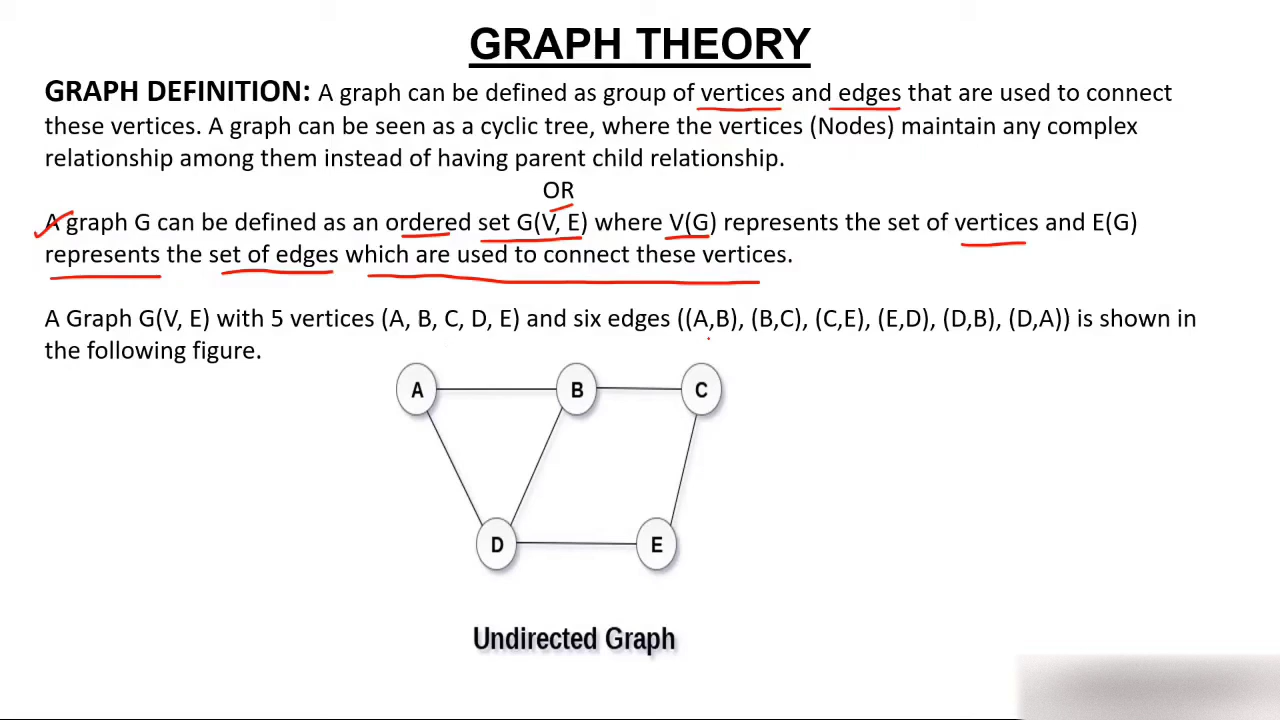 GRAPH THEORY
GRAPH DEFINITION: A graph can be defined as group of vertices and edges that are used to connect
these vertices. A graph can be seen as a cyclic tree, where the vertices (Nodes) maintain any complex
relationship among them instead of having parent child relationship.
OR
A graph G can be defined as an ordered set G(V, E) where V(G) represents the set of vertices and E(G)
represents the set of edges which are used to connect these vertices.
A Graph G(V, E) with 5 vertices (A, B, C, D, E) and six edges ((A,B), (B,C), (C,E), (E,D), (D,B), (D,A)) is shown in
the following figure.
A B C
D E
Undirected Graph